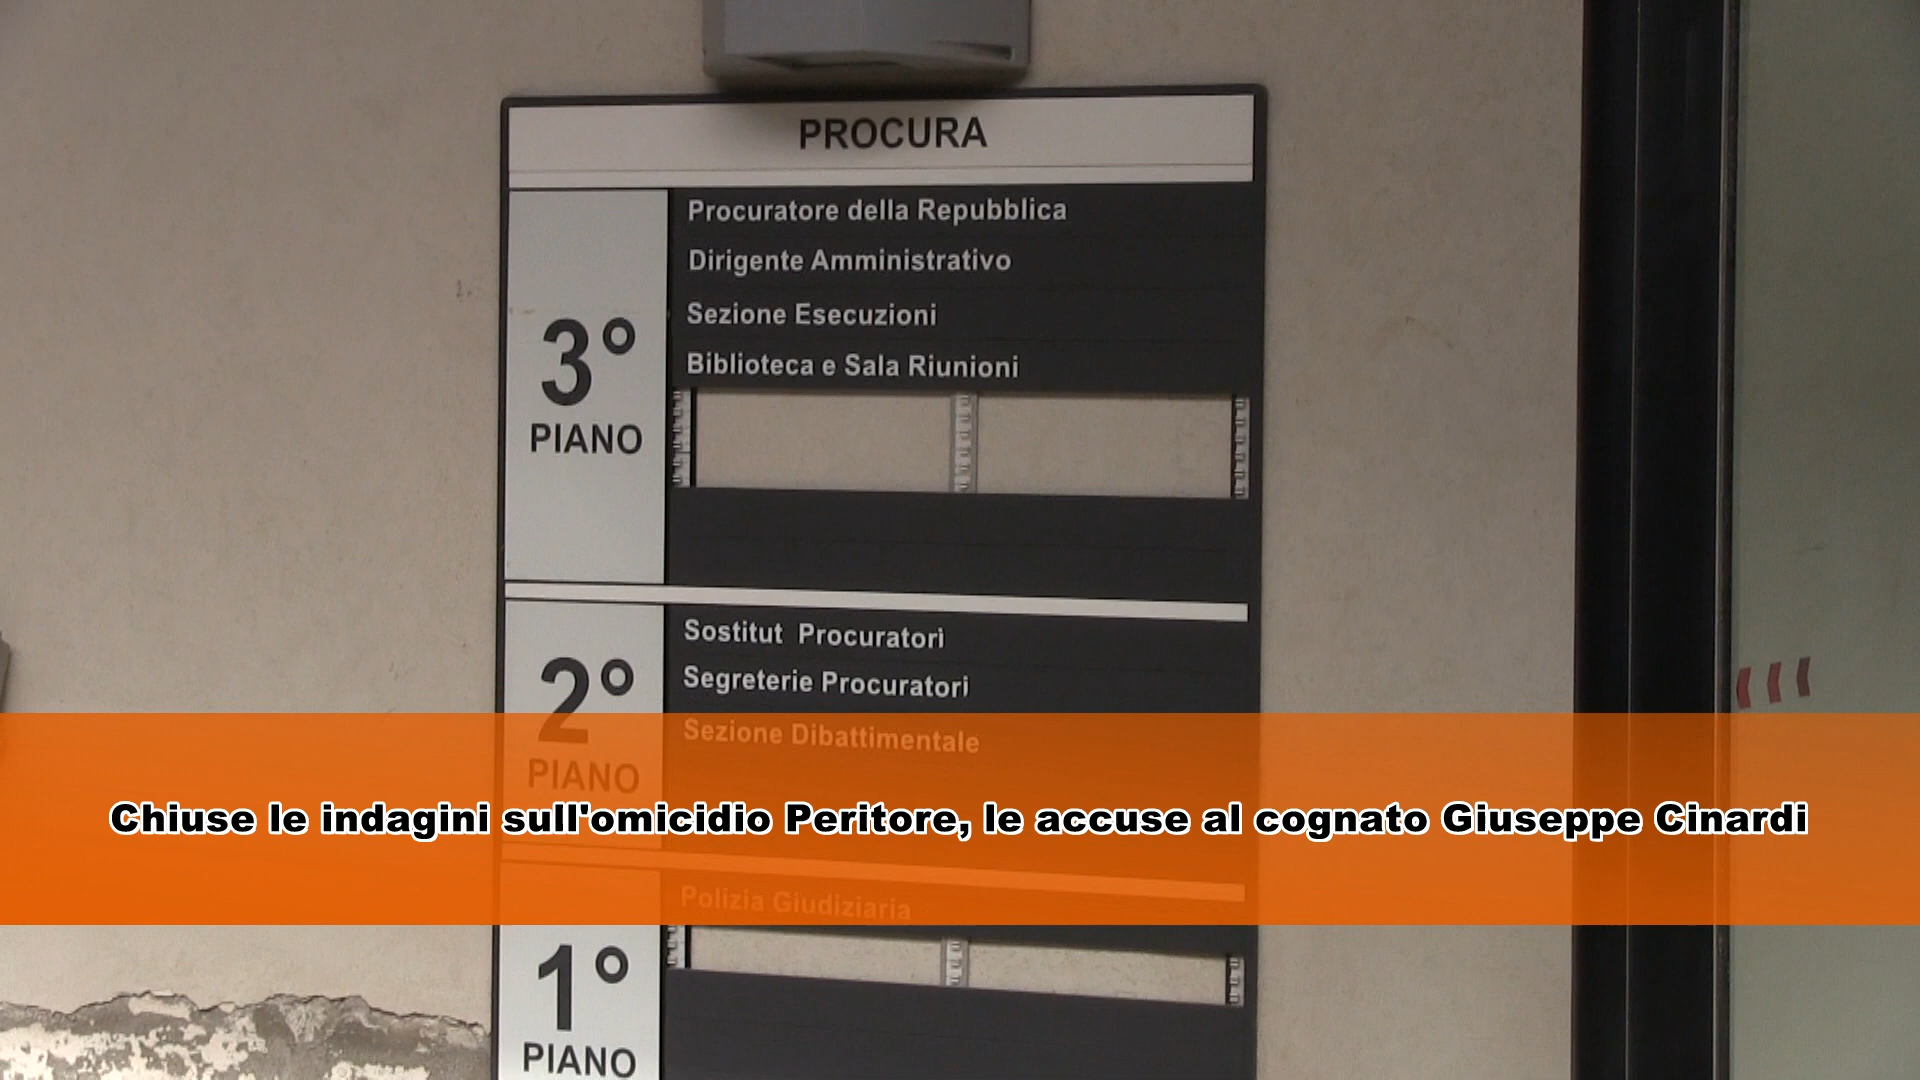 PROCURA
3°
PIANO
Procuratore della Repubblica
Dirigente Amministrativo
Sezione Esecuzioni
Biblioteca e Sala Riunioni
2°
PIANO
Sostitut Procuratori
Segreterie Procuratori
Sezione Dibattimentale
Chiuse le indagini sull'omicidio Peritore, le accuse al cognato Giuseppe Cinardi
1°
PIANO
Polizia Giudiziaria